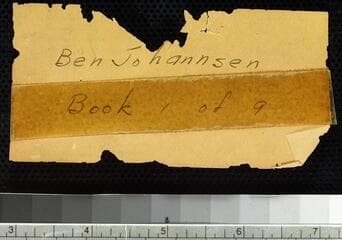 Ben Johannsen
Book 1 of 9
3 4 5 6 7